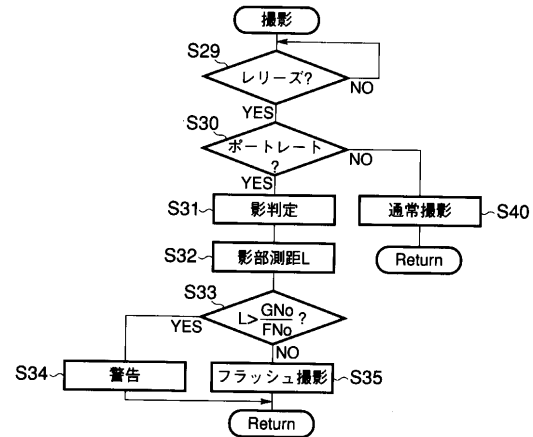 撮影
S29
レリーズ?
NO
YES
S30
ポートレート
?
NO
YES
S31
影判定
通常撮影
S40
S32
影部測距L
Return
S33
L> GNo/FNo ?
YES
NO
S34
警告
フラッシュ撮影
S35
Return